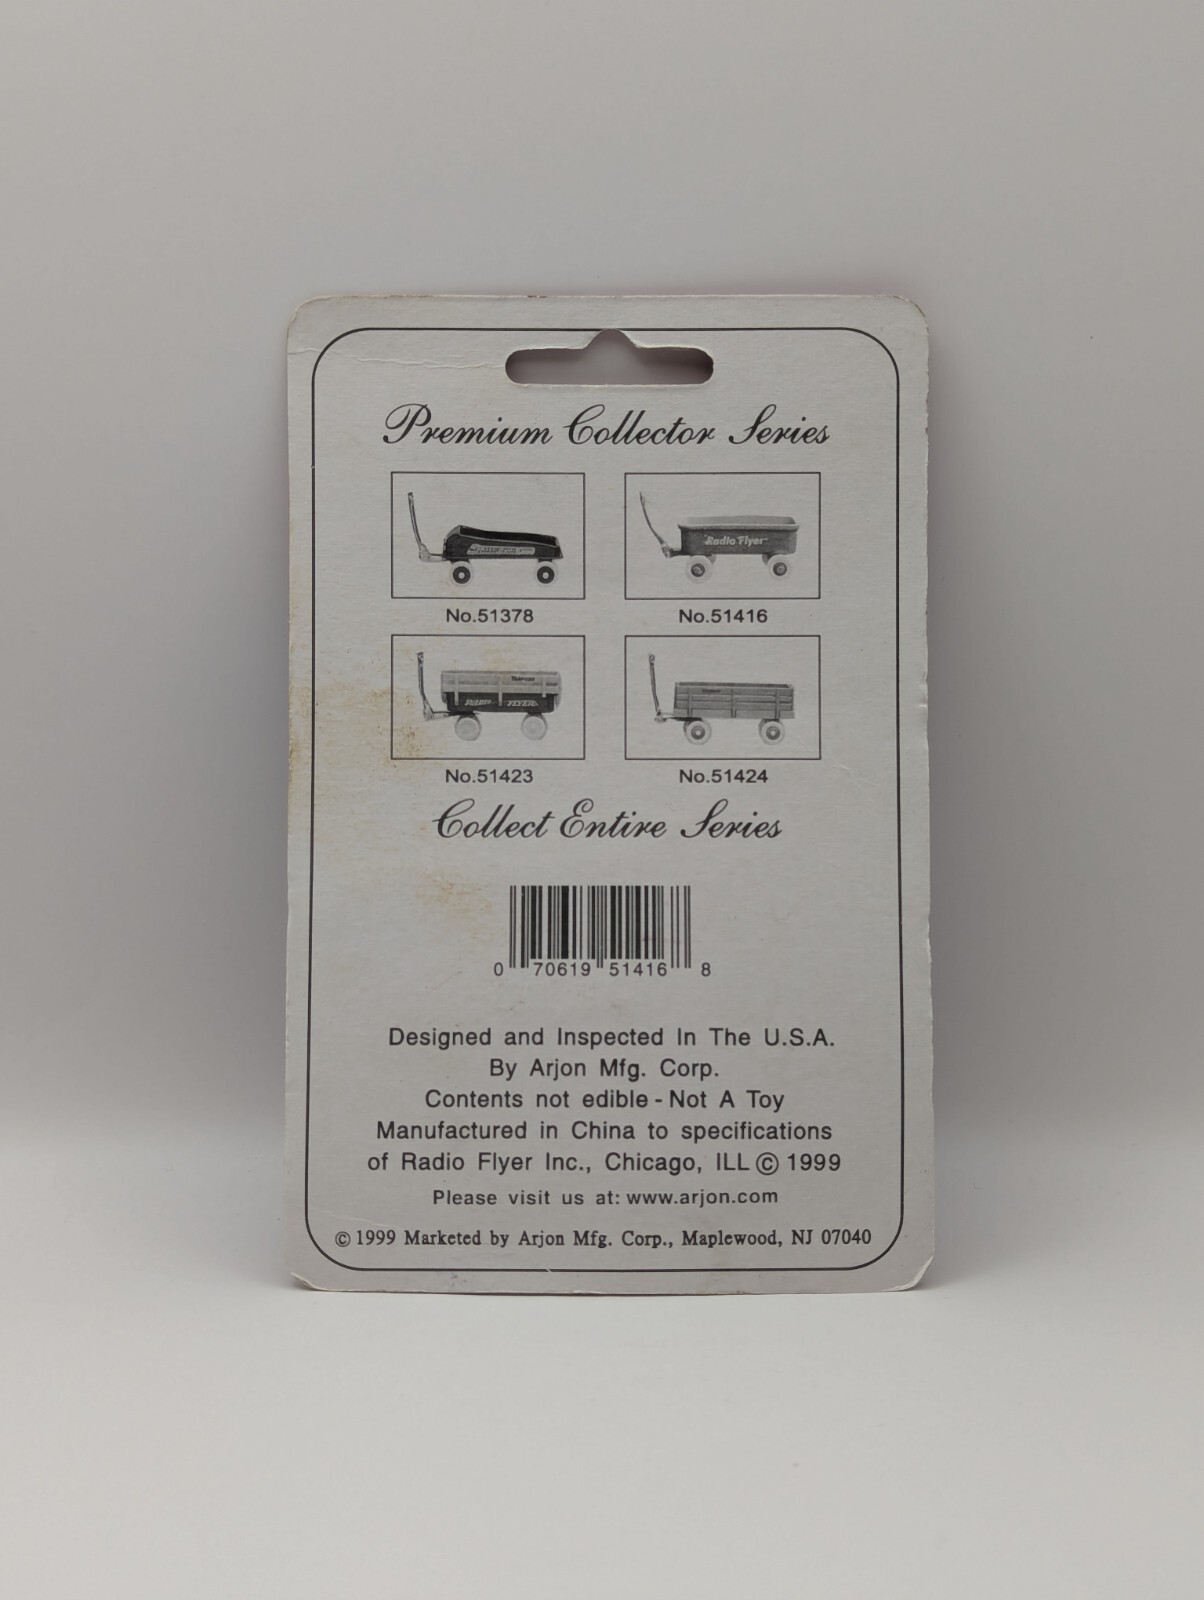 Premium Collector Series
Radio Flyer
No.51378 No.51416
RADIO FLYER
No.51423 No.51424
Collect Entire Series
0 70619 51416 8
Designed and Inspected In The U.S.A.
By Arjon Mfg. Corp.
Contents not edible - Not A Toy
Manufactured in China to specifications
of Radio Flyer Inc., Chicago, ILL © 1999
Please visit us at: www.arjon.com
© 1999 Marketed by Arjon Mfg. Corp., Maplewood, NJ 07040